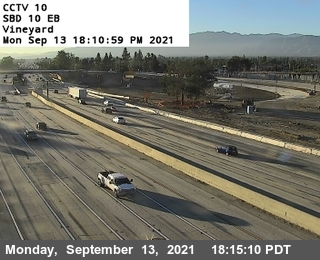 CCTV 10
SBD 10 EB
Vineyard
Mon Sep 13 18:10:59 PM 2021
Monday, September 13, 2021 18:15:10 PDT